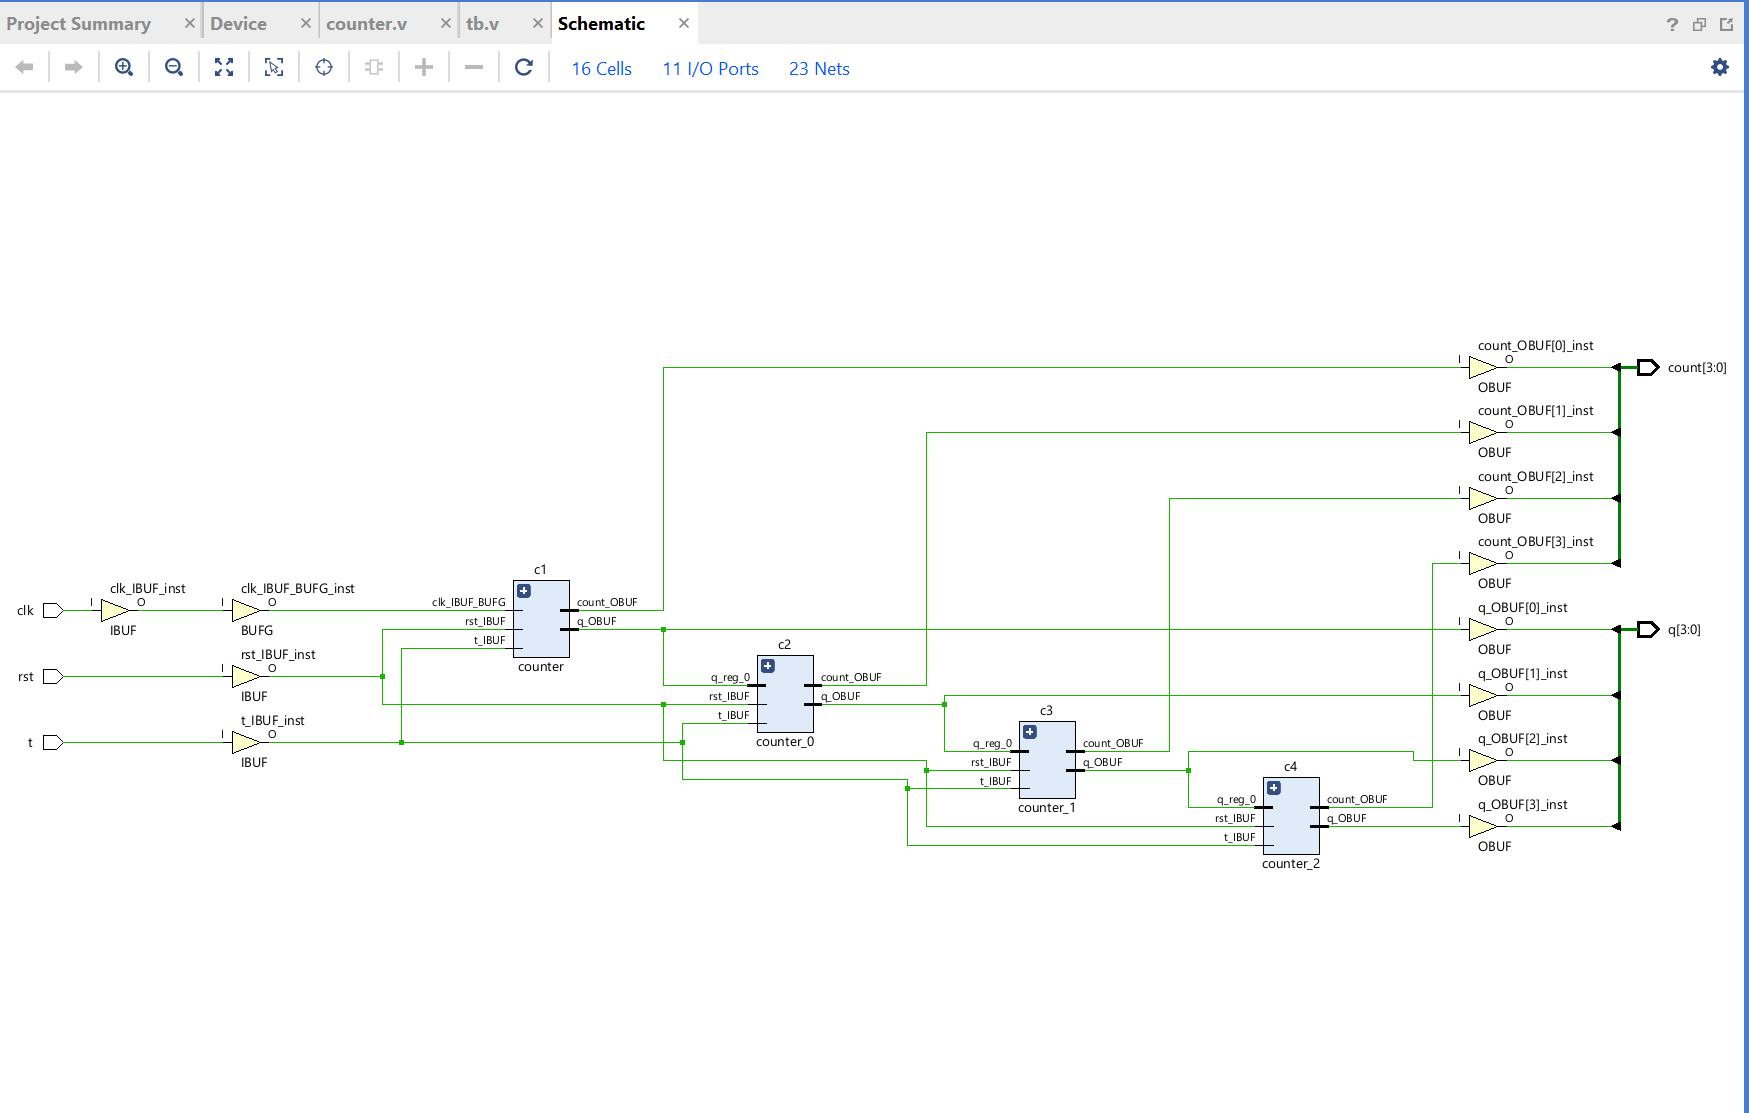 Project Summary × Device × counter.v × tb.v × Schematic ×
?
16 Cells 11 I/O Ports 23 Nets
count_OBUF[0]_inst
I O
count[3:0]
OBUF
count_OBUF[1]_inst
I O
OBUF
count_OBUF[2]_inst
I O
OBUF
count_OBUF[3]_inst
I O
OBUF
clk_IBUF_inst
clk
I O
IBUF
clk_IBUF_BUFG_inst
I O
BUFG
rst_IBUF_inst
rst
I O
IBUF
t_IBUF_inst
t
I O
IBUF
c1
clk_IBUF_BUFG count_OBUF
rst_IBUF q_OBUF
t_IBUF
counter
c2
q_reg_0 count_OBUF
rst_IBUF q_OBUF
t_IBUF
counter_0
c3
q_reg_0 count_OBUF
rst_IBUF q_OBUF
t_IBUF
counter_1
c4
q_reg_0 count_OBUF
rst_IBUF q_OBUF
t_IBUF
counter_2
q_OBUF[0]_inst
I O
q[3:0]
OBUF
q_OBUF[1]_inst
I O
OBUF
q_OBUF[2]_inst
I O
OBUF
q_OBUF[3]_inst
I O
OBUF